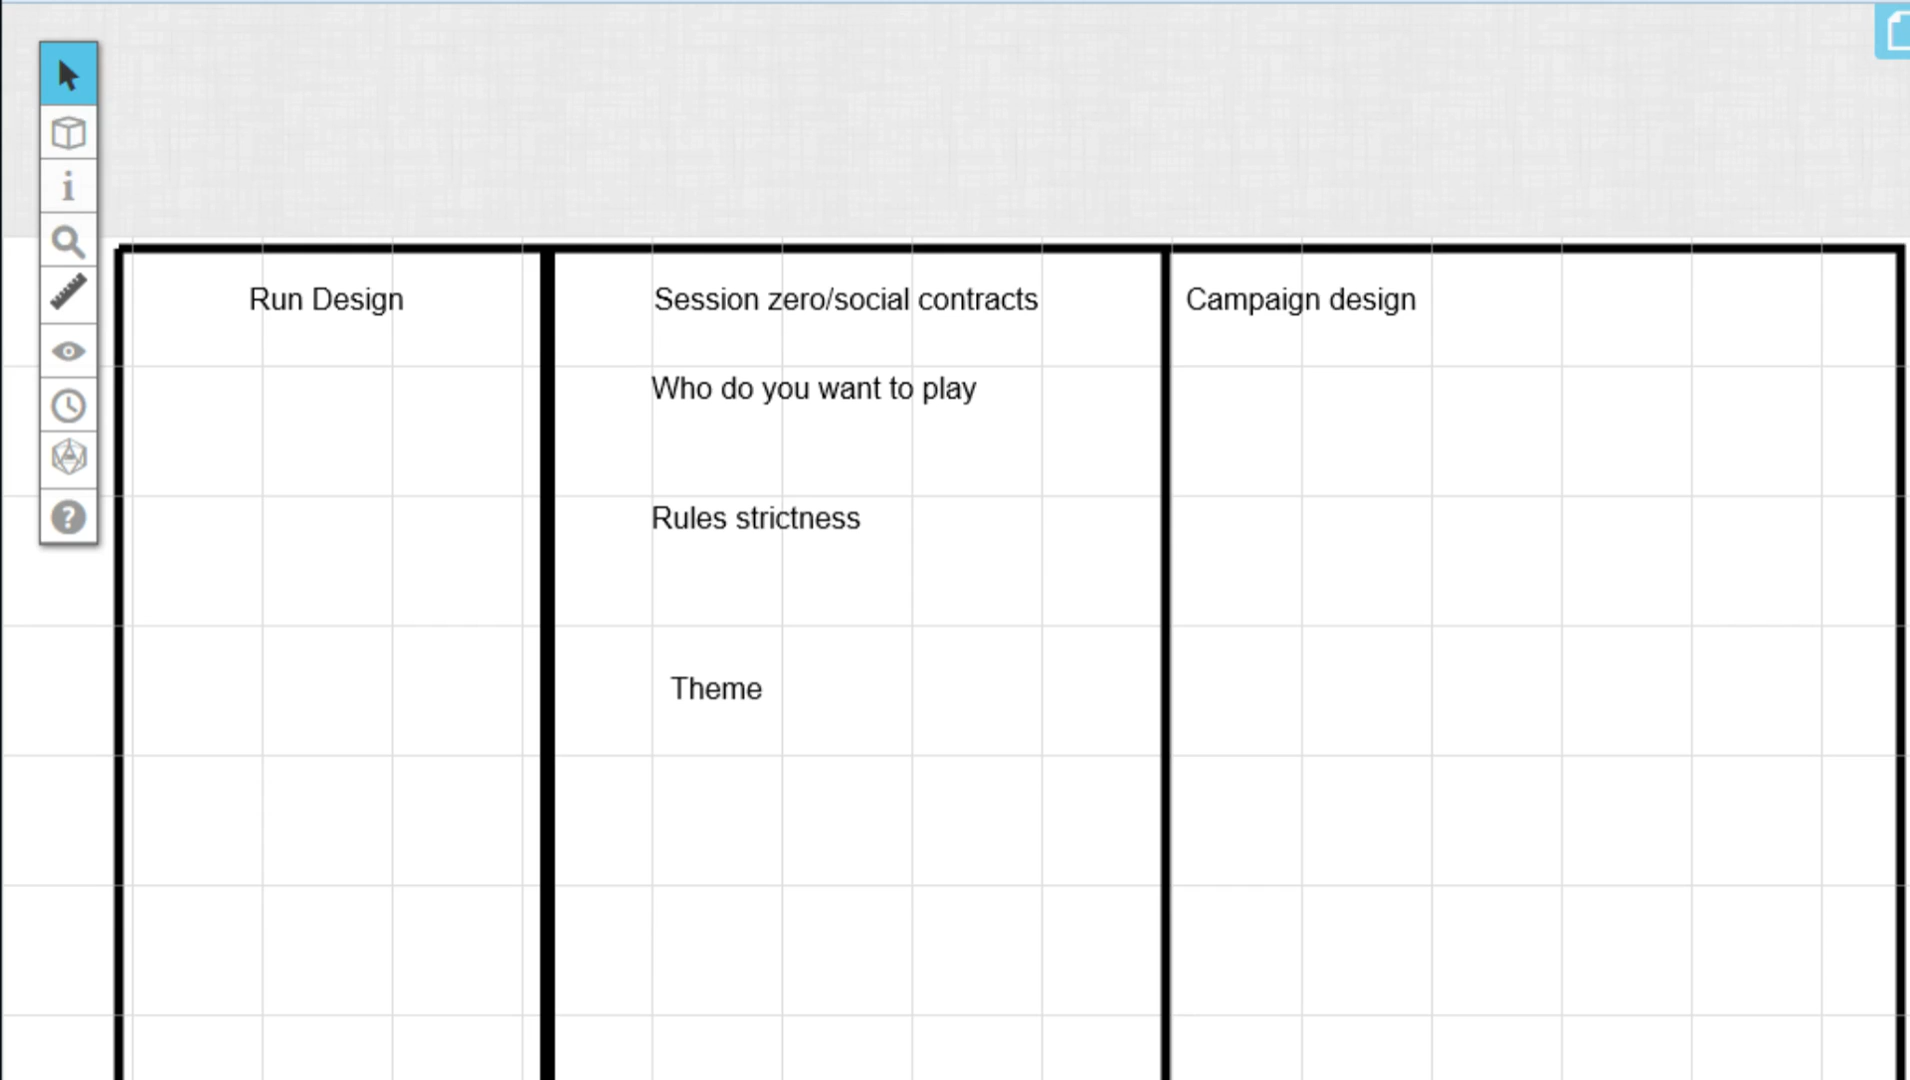 Run Design
Session zero/social contracts
Campaign design
Who do you want to play
Rules strictness
Theme